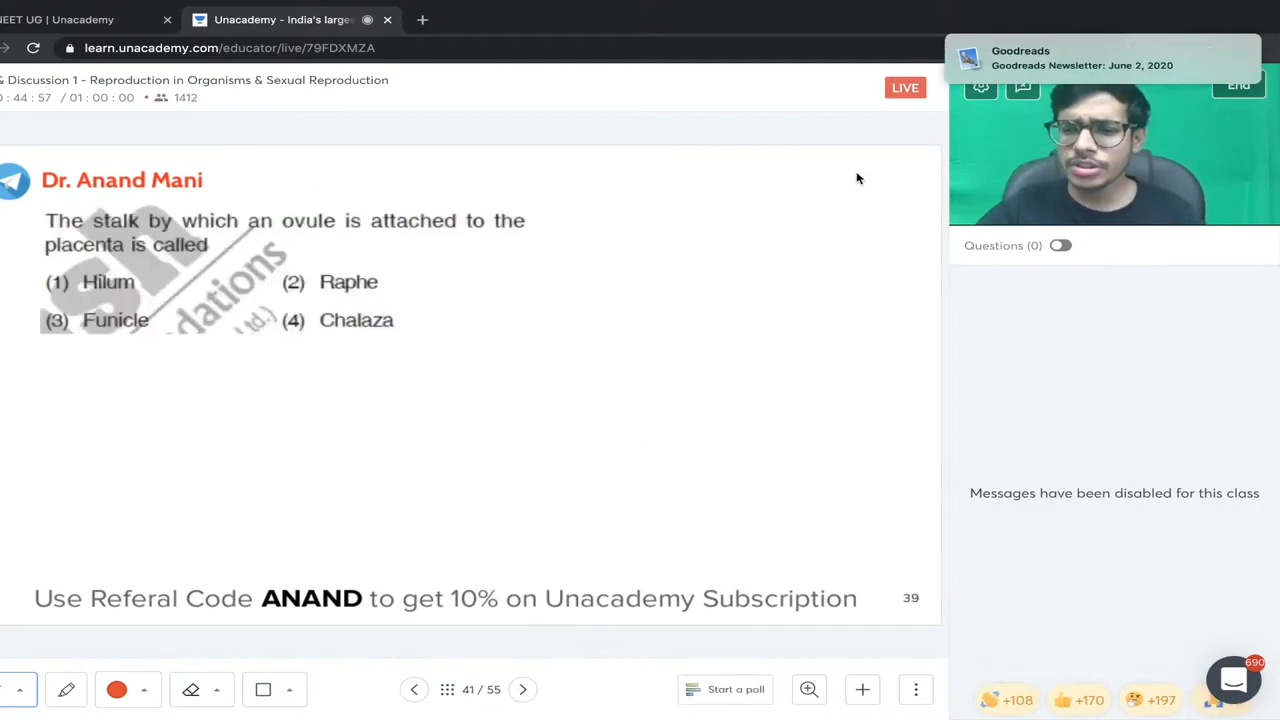 NEET UG | Unacademy
Unacademy - India's large
learn.unacademy.com/educator/live/79FDXMZA
Goodreads
Goodreads Newsletter: June 2, 2020
& Discussion 1 - Reproduction in Organisms & Sexual Reproduction
0 : 44 : 57 / 01 : 00 : 00 • 1412
LIVE
End
Dr. Anand Mani
The stalk by which an ovule is attached to the
placenta is called
(1) Hilum (2) Raphe
(3) Funicle (4) Chalaza
dations
Ltd.)
Questions (0)
Messages have been disabled for this class
Use Referal Code ANAND to get 10% on Unacademy Subscription
39
41 / 55
Start a poll
+108
+170
+197
690